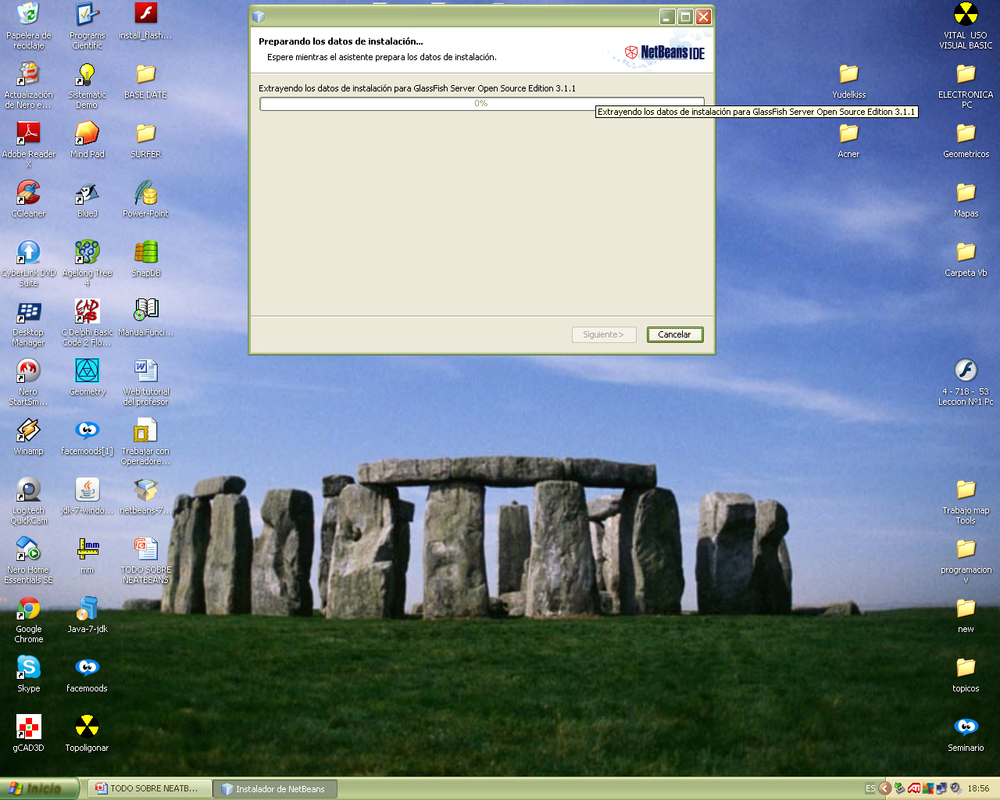 Preparando los datos de instalación...
Espere mientras el asistente prepara los datos de instalación.
NetBeans IDE
Extrayendo los datos de instalación para GlassFish Server Open Source Edition 3.1.1
0%
Extrayendo los datos de instalación para GlassFish Server Open Source Edition 3.1.1
Siguiente>
Cancelar
Papelera de
reciclaje
Programs
Cientific
install_flash...
Actualización
de Nero e...
Sistematic
Demo
BASE DATE
Adobe Reader
X
Mind Pad
SURFER
CCleaner
BlueJ
Power-Point
CyberLink DVD
Suite
Agelong Tree
4
SnapDB
Desktop
Manager
C Delphi Basic
Code 2 Flo...
ManualFunci...
Nero
StartSm...
Geometry
Web tutorial
del profesor
Winamp
facemoods[1]
Trabajar con
Operadore...
Logitech
QuickCam
jdk-7-windo...
netbeans-7...
Nero Home
Essentials SE
mm
mm
TODO SOBRE
NEATBEANS
Google
Chrome
Java-7-jdk
Skype
facemoods
gCAD3D
Topoligonar
VITAL USO
VISUAL BASIC
Yudelkiss
ELECTRONICA
PC
Acner
Geometricos
Mapas
Carpeta Vb
4 - 718 - 53
Leccion Nº1 Pc
Trabajo map
Tools
programacion
v
new
topicos
Seminario
Inicio
TODO SOBRE NEATB...
Instalador de NetBeans
ES
18:56